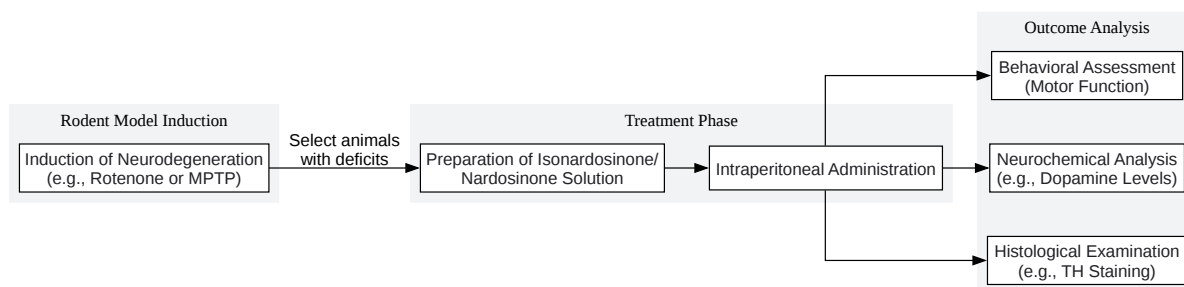 Rodent Model Induction
Induction of Neurodegeneration
(e.g., Rotenone or MPTP)
Select animals
with deficits
Treatment Phase
Preparation of Isonardosinone/
Nardosinone Solution
Intraperitoneal Administration
Outcome Analysis
Behavioral Assessment
(Motor Function)
Neurochemical Analysis
(e.g., Dopamine Levels)
Histological Examination
(e.g., TH Staining)